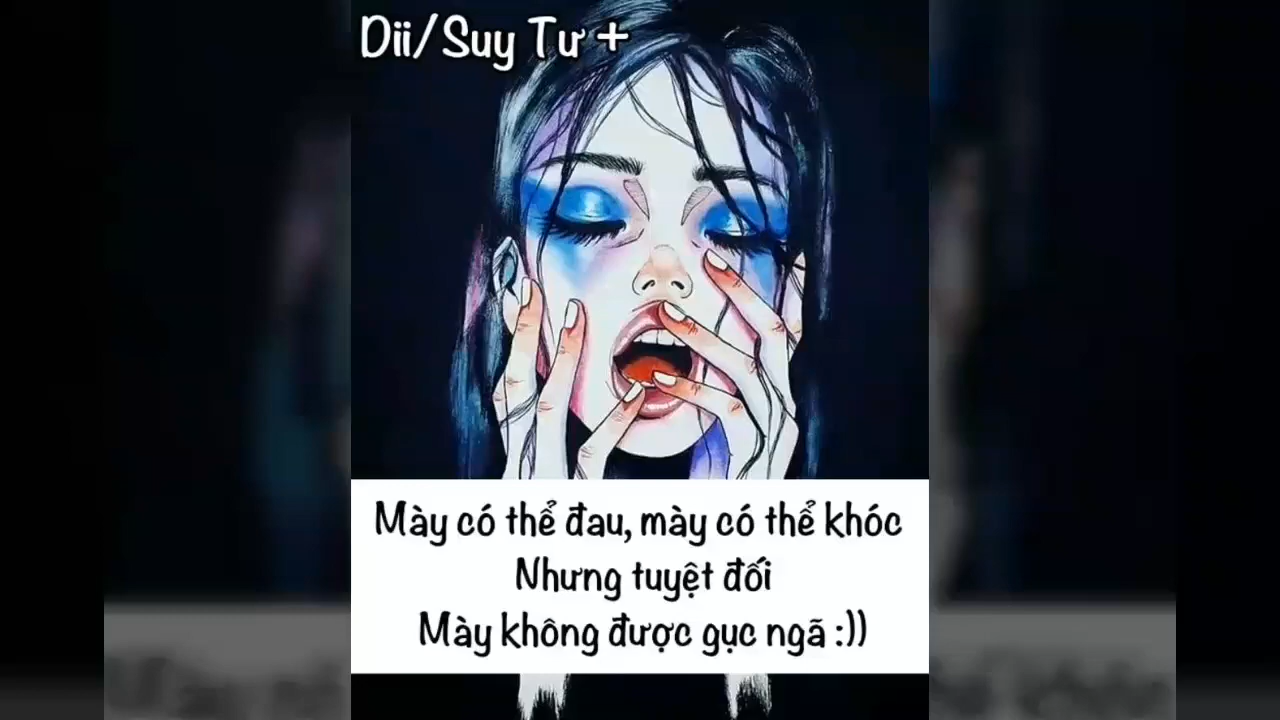 Dii/Suy Tư +
Mày có thể đau, mày có thể khóc
Nhưng tuyệt đối
Mày không được gục ngã :))